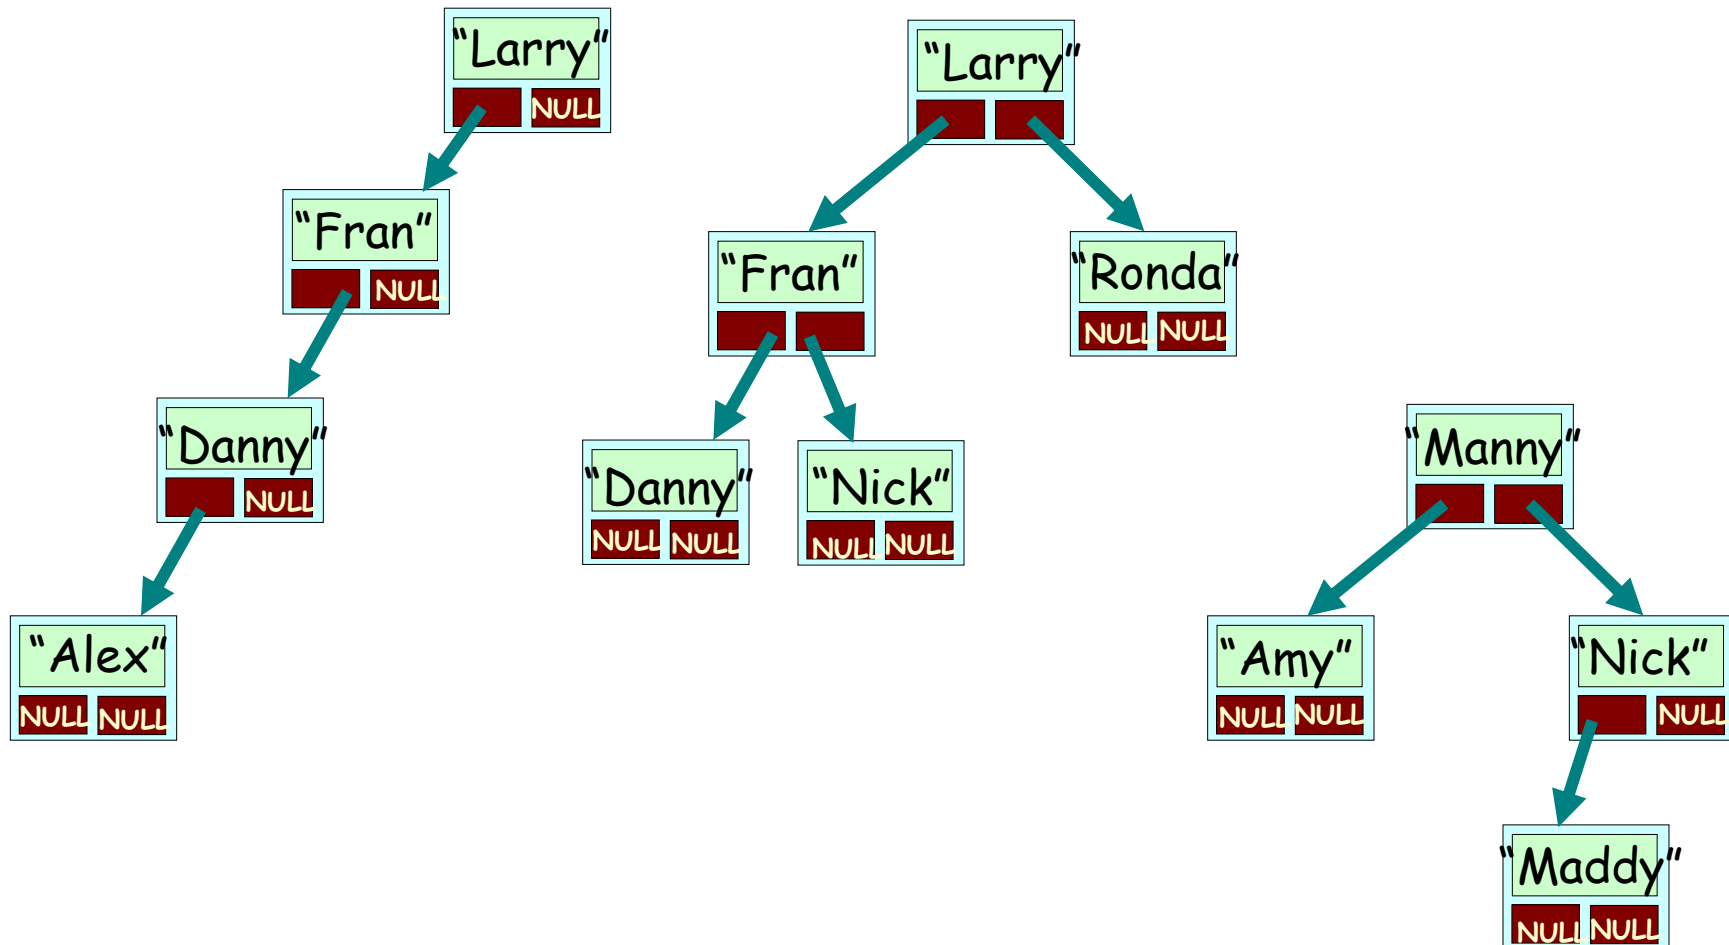 "Larry"
NULL
"Fran"
NULL
"Danny"
NULL
"Alex"
NULL NULL
"Larry"
"Fran"
"Ronda"
NULL NULL
"Danny"
NULL NULL
"Nick"
NULL NULL
"Manny"
"Amy"
NULL NULL
"Nick"
NULL
"Maddy"
NULL NULL